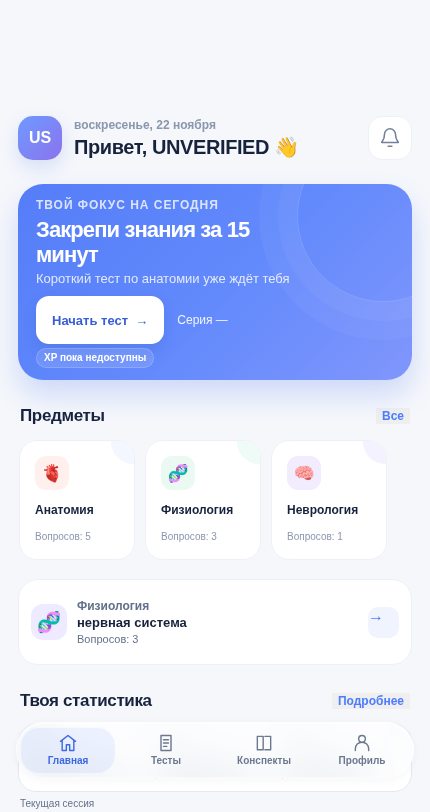 US
воскресенье, 22 ноября
Привет, UNVERIFIED 👋
ТВОЙ ФОКУС НА СЕГОДНЯ
Закрепи знания за 15
минут
Короткий тест по анатомии уже ждёт тебя
Начать тест →
Серия —
XP пока недоступны
Предметы
Все
Анатомия
Вопросов: 5
Физиология
Вопросов: 3
Неврология
Вопросов: 1
Физиология
нервная система
Вопросов: 3
→
Твоя статистика
Подробнее
Главная
Тесты
Конспекты
Профиль
Текущая сессия